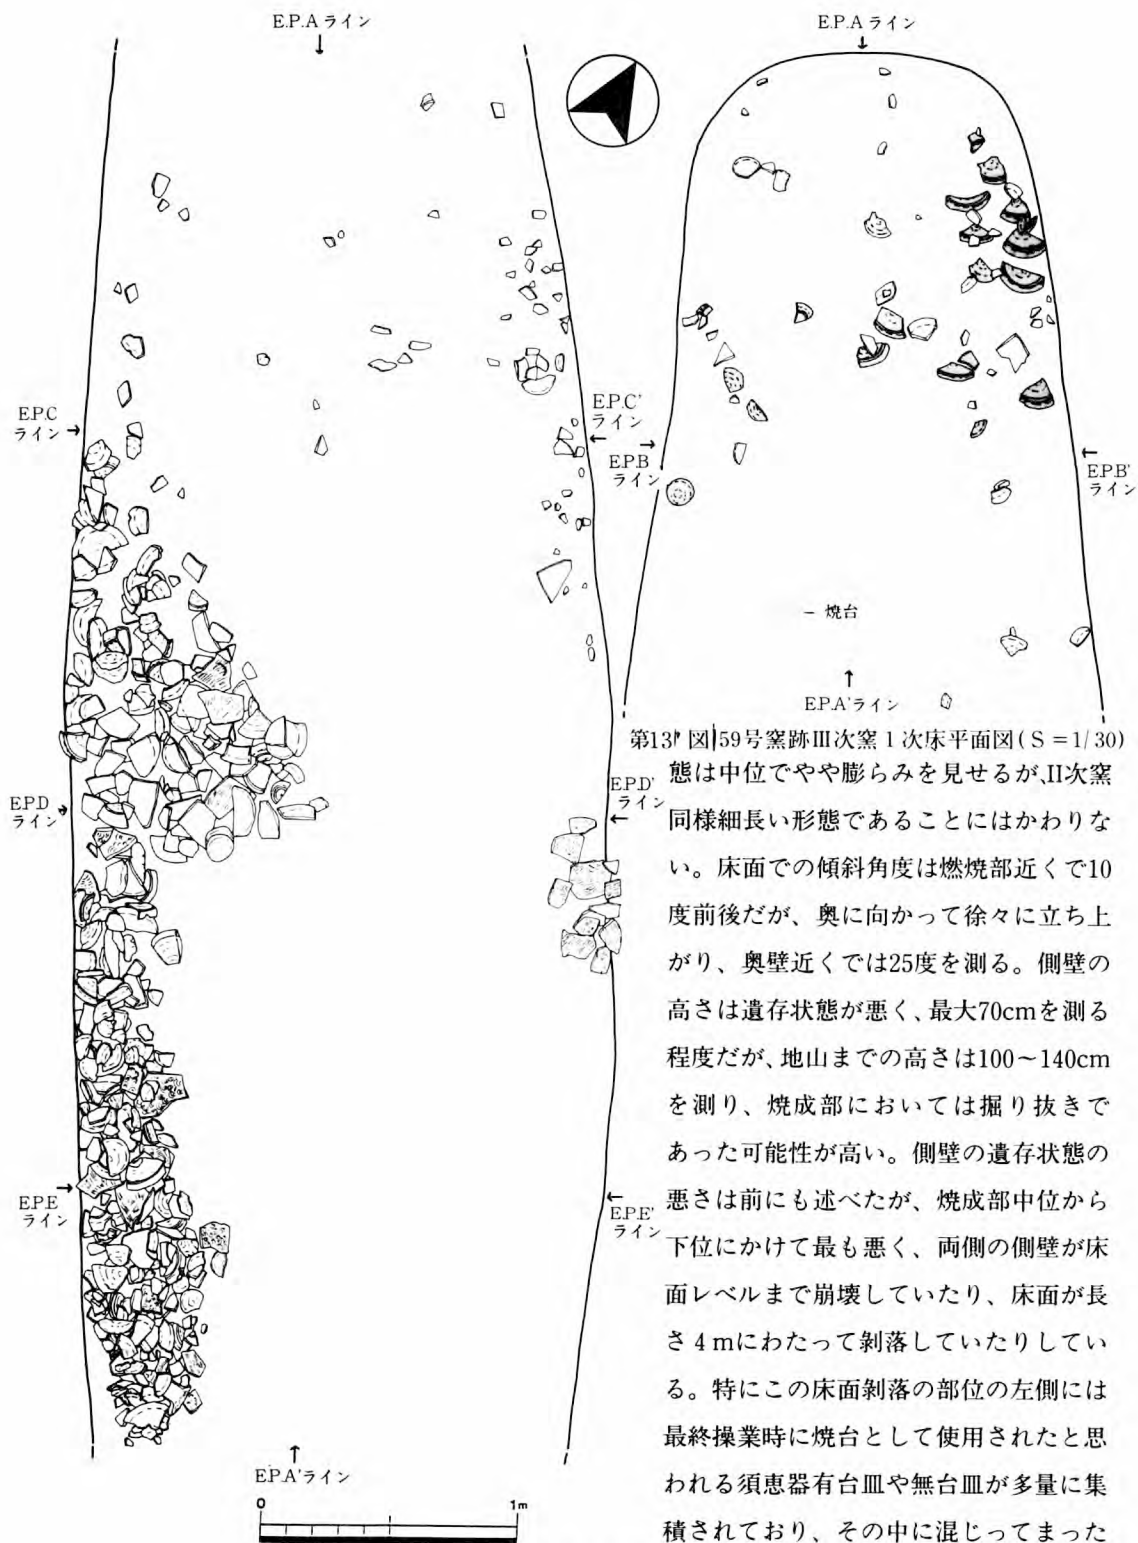 E.P.Aライン
E.P.Aライン
E.P.C
ライン
E.P.C'
ライン
E.P.B
ライン
E.P.B'
ライン
− 焼台
E.P.A'ライン
図 59号窯跡III次窯1次床平面図(S=1/30)
E.P.D
ライン
E.P.D'
ライン
E.P.E
ライン
E.P.E'
ライン
E.P.A'ライン
0 1m
態は中位でやや膨らみを見せるが、II次窯
同様細長い形態であることにはかわりな
い。床面での傾斜角度は燃焼部近くで10
度前後だが、奥に向かって徐々に立ち上
がり、奥壁近くでは25度を測る。側壁の
高さは遺存状態が悪く、最大70cmを測る
程度だが、地山までの高さは100〜140cm
を測り、焼成部においては掘り抜きで
あった可能性が高い。側壁の遺存状態の
悪さは前にも述べたが、焼成部中位から
下位にかけて最も悪く、両側の側壁が床
面レベルまで崩壊していたり、床面が長
さ4mにわたって剝落していたりしてい
る。特にこの床面剝落の部位の左側には
最終操業時に焼台として使用されたと思
われる須恵器有台皿や無台皿が多量に集
積されており、その中に混じってまった